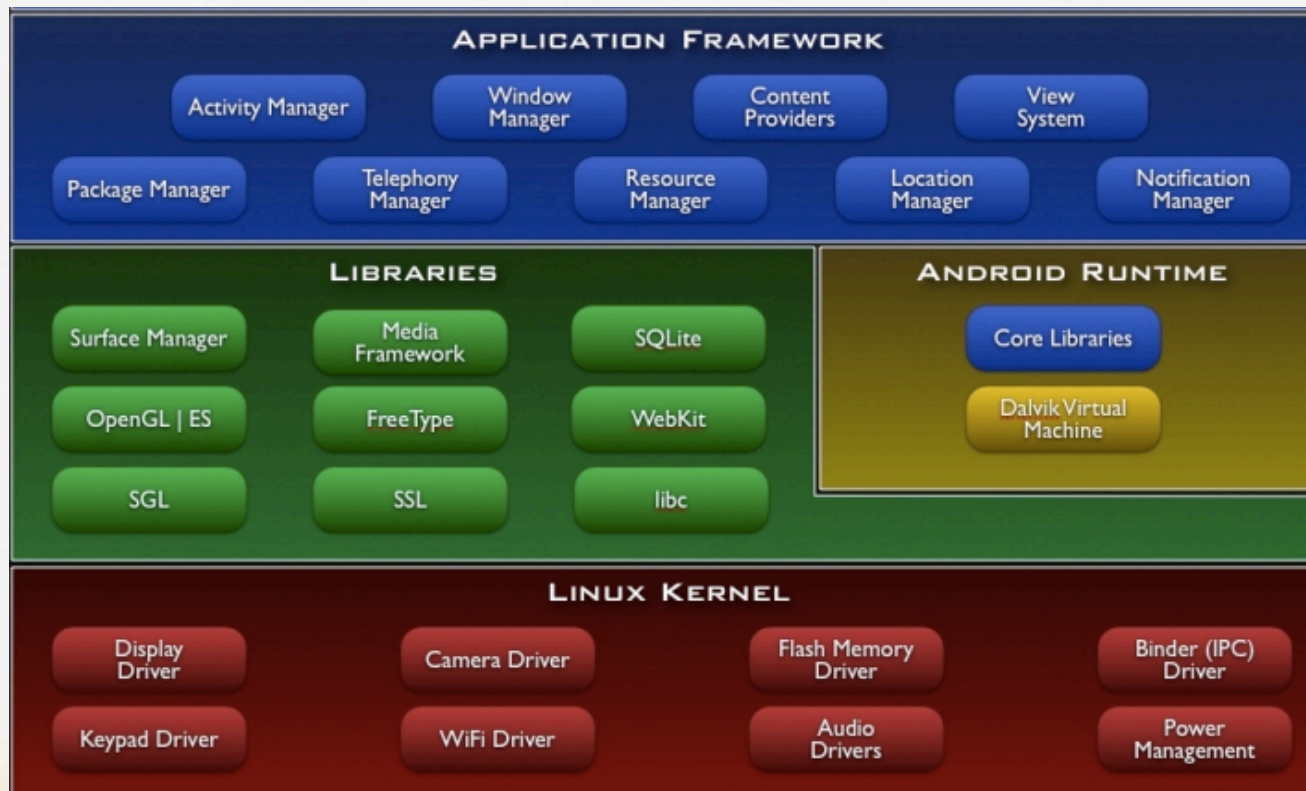 APPLICATION FRAMEWORK
Activity Manager
Window
Manager
Content
Providers
View
System
Package Manager
Telephony
Manager
Resource
Manager
Location
Manager
Notification
Manager
LIBRARIES
Surface Manager
Media
Framework
SQLite
OpenGL | ES
FreeType
WebKit
SGL
SSL
libc
ANDROID RUNTIME
Core Libraries
Dalvik Virtual
Machine
LINUX KERNEL
Display
Driver
Camera Driver
Flash Memory
Driver
Binder (IPC)
Driver
Keypad Driver
WiFi Driver
Audio
Drivers
Power
Management